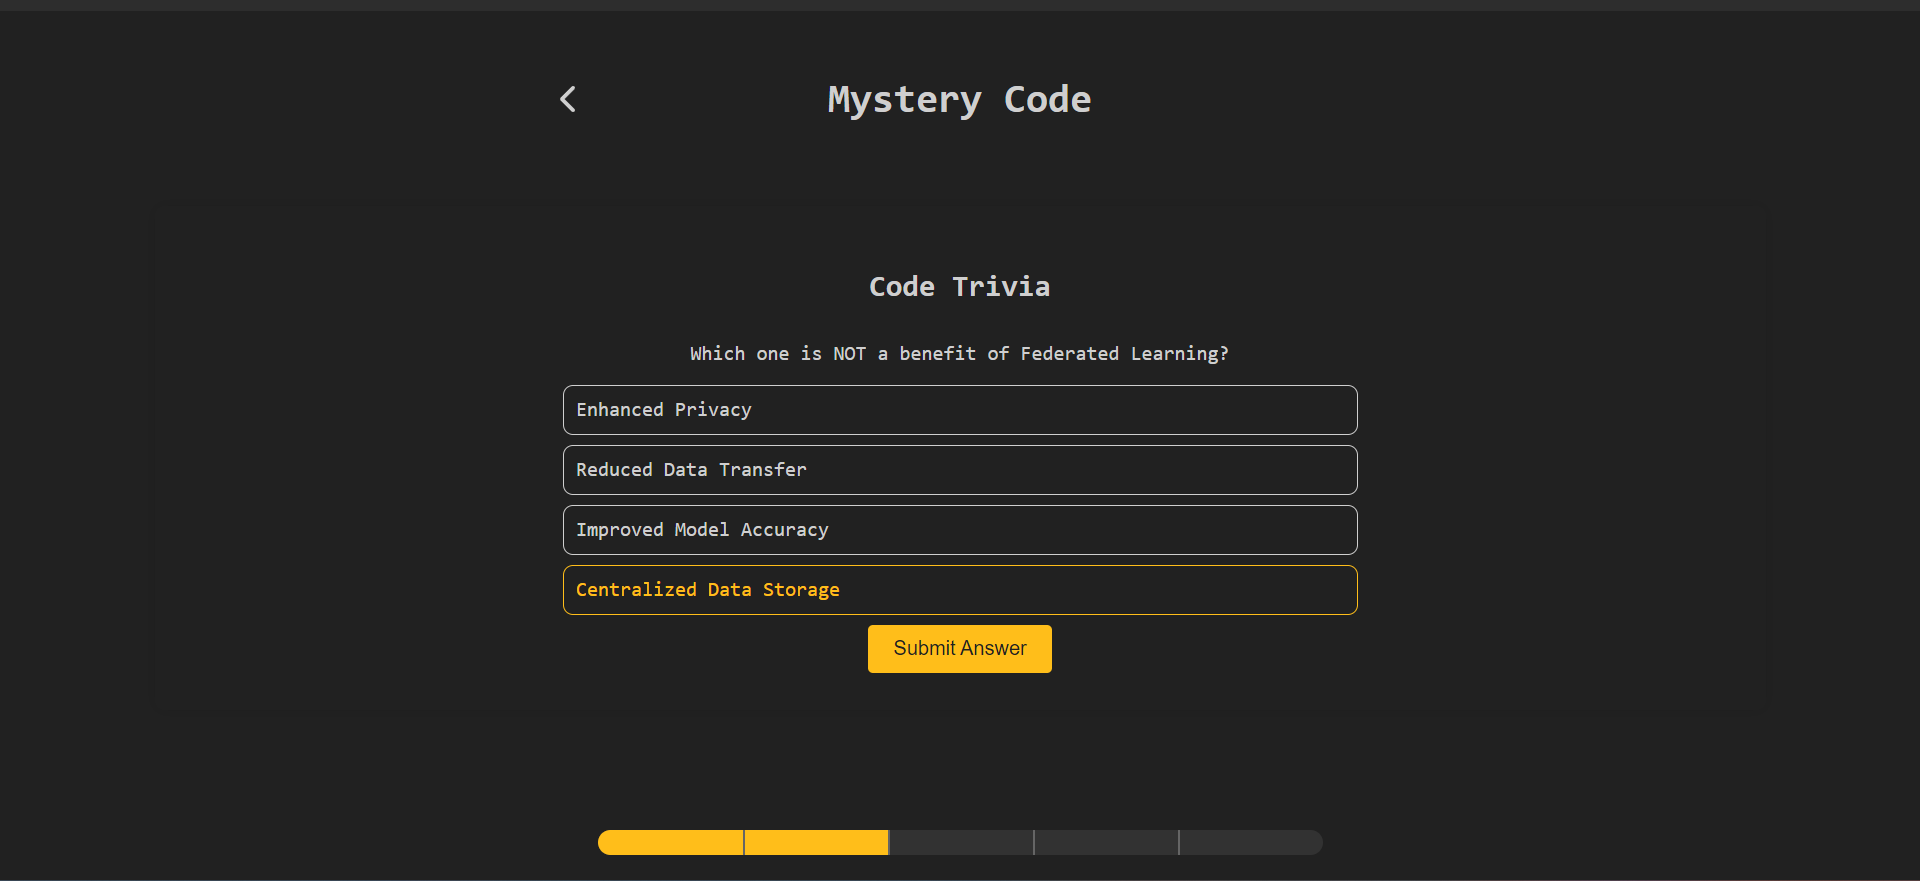 Mystery Code
Code Trivia
Which one is NOT a benefit of Federated Learning?
Enhanced Privacy
Reduced Data Transfer
Improved Model Accuracy
Centralized Data Storage
Submit Answer